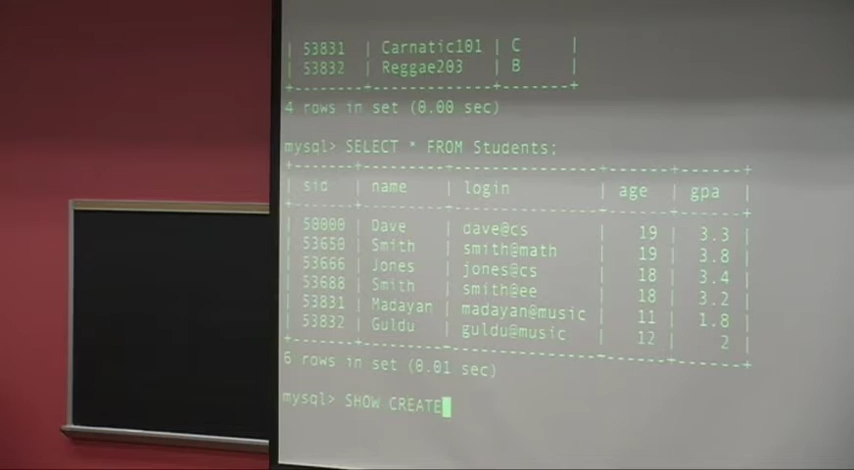 | 53831 | Carnatic101 | C |
| 53832 | Reggae203 | B |
+--------+-------------+--------+
4 rows in set (0.00 sec)
mysql> SELECT * FROM Students;
+--------+---------+---------------+------+------+
| sid | name | login | age | gpa |
+--------+---------+---------------+------+------+
| 50000 | Dave | dave@cs | 19 | 3.3 |
| 53650 | Smith | smith@math | 19 | 3.8 |
| 53666 | Jones | jones@cs | 18 | 3.4 |
| 53688 | Smith | smith@ee | 18 | 3.2 |
| 53831 | Madayan | madayan@music | 11 | 1.8 |
| 53832 | Guldu | guldu@music | 12 | 2 |
+--------+---------+---------------+------+------+
6 rows in set (0.01 sec)
mysql> SHOW CREATE